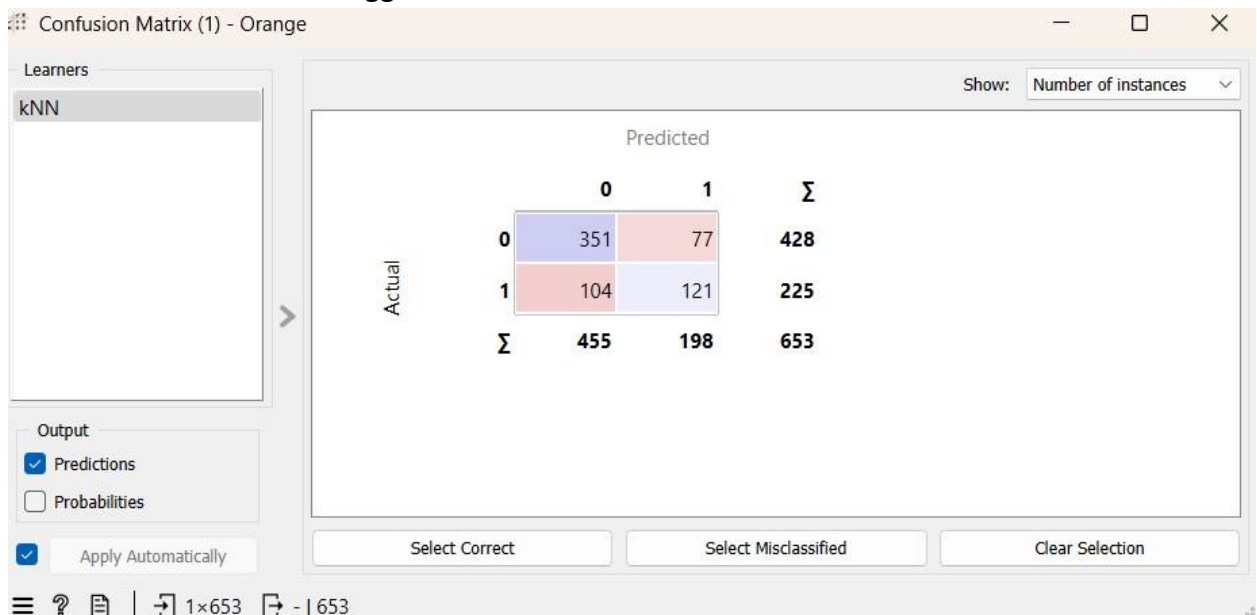 gg
Confusion Matrix (1) - Orange
Learners
kNN
Show: Number of instances
Predicted
0 1 Σ
0 351 77 428
Actual
1 104 121 225
Σ 455 198 653
Output
Predictions
Probabilities
Apply Automatically
Select Correct Select Misclassified Clear Selection
1×653 - | 653